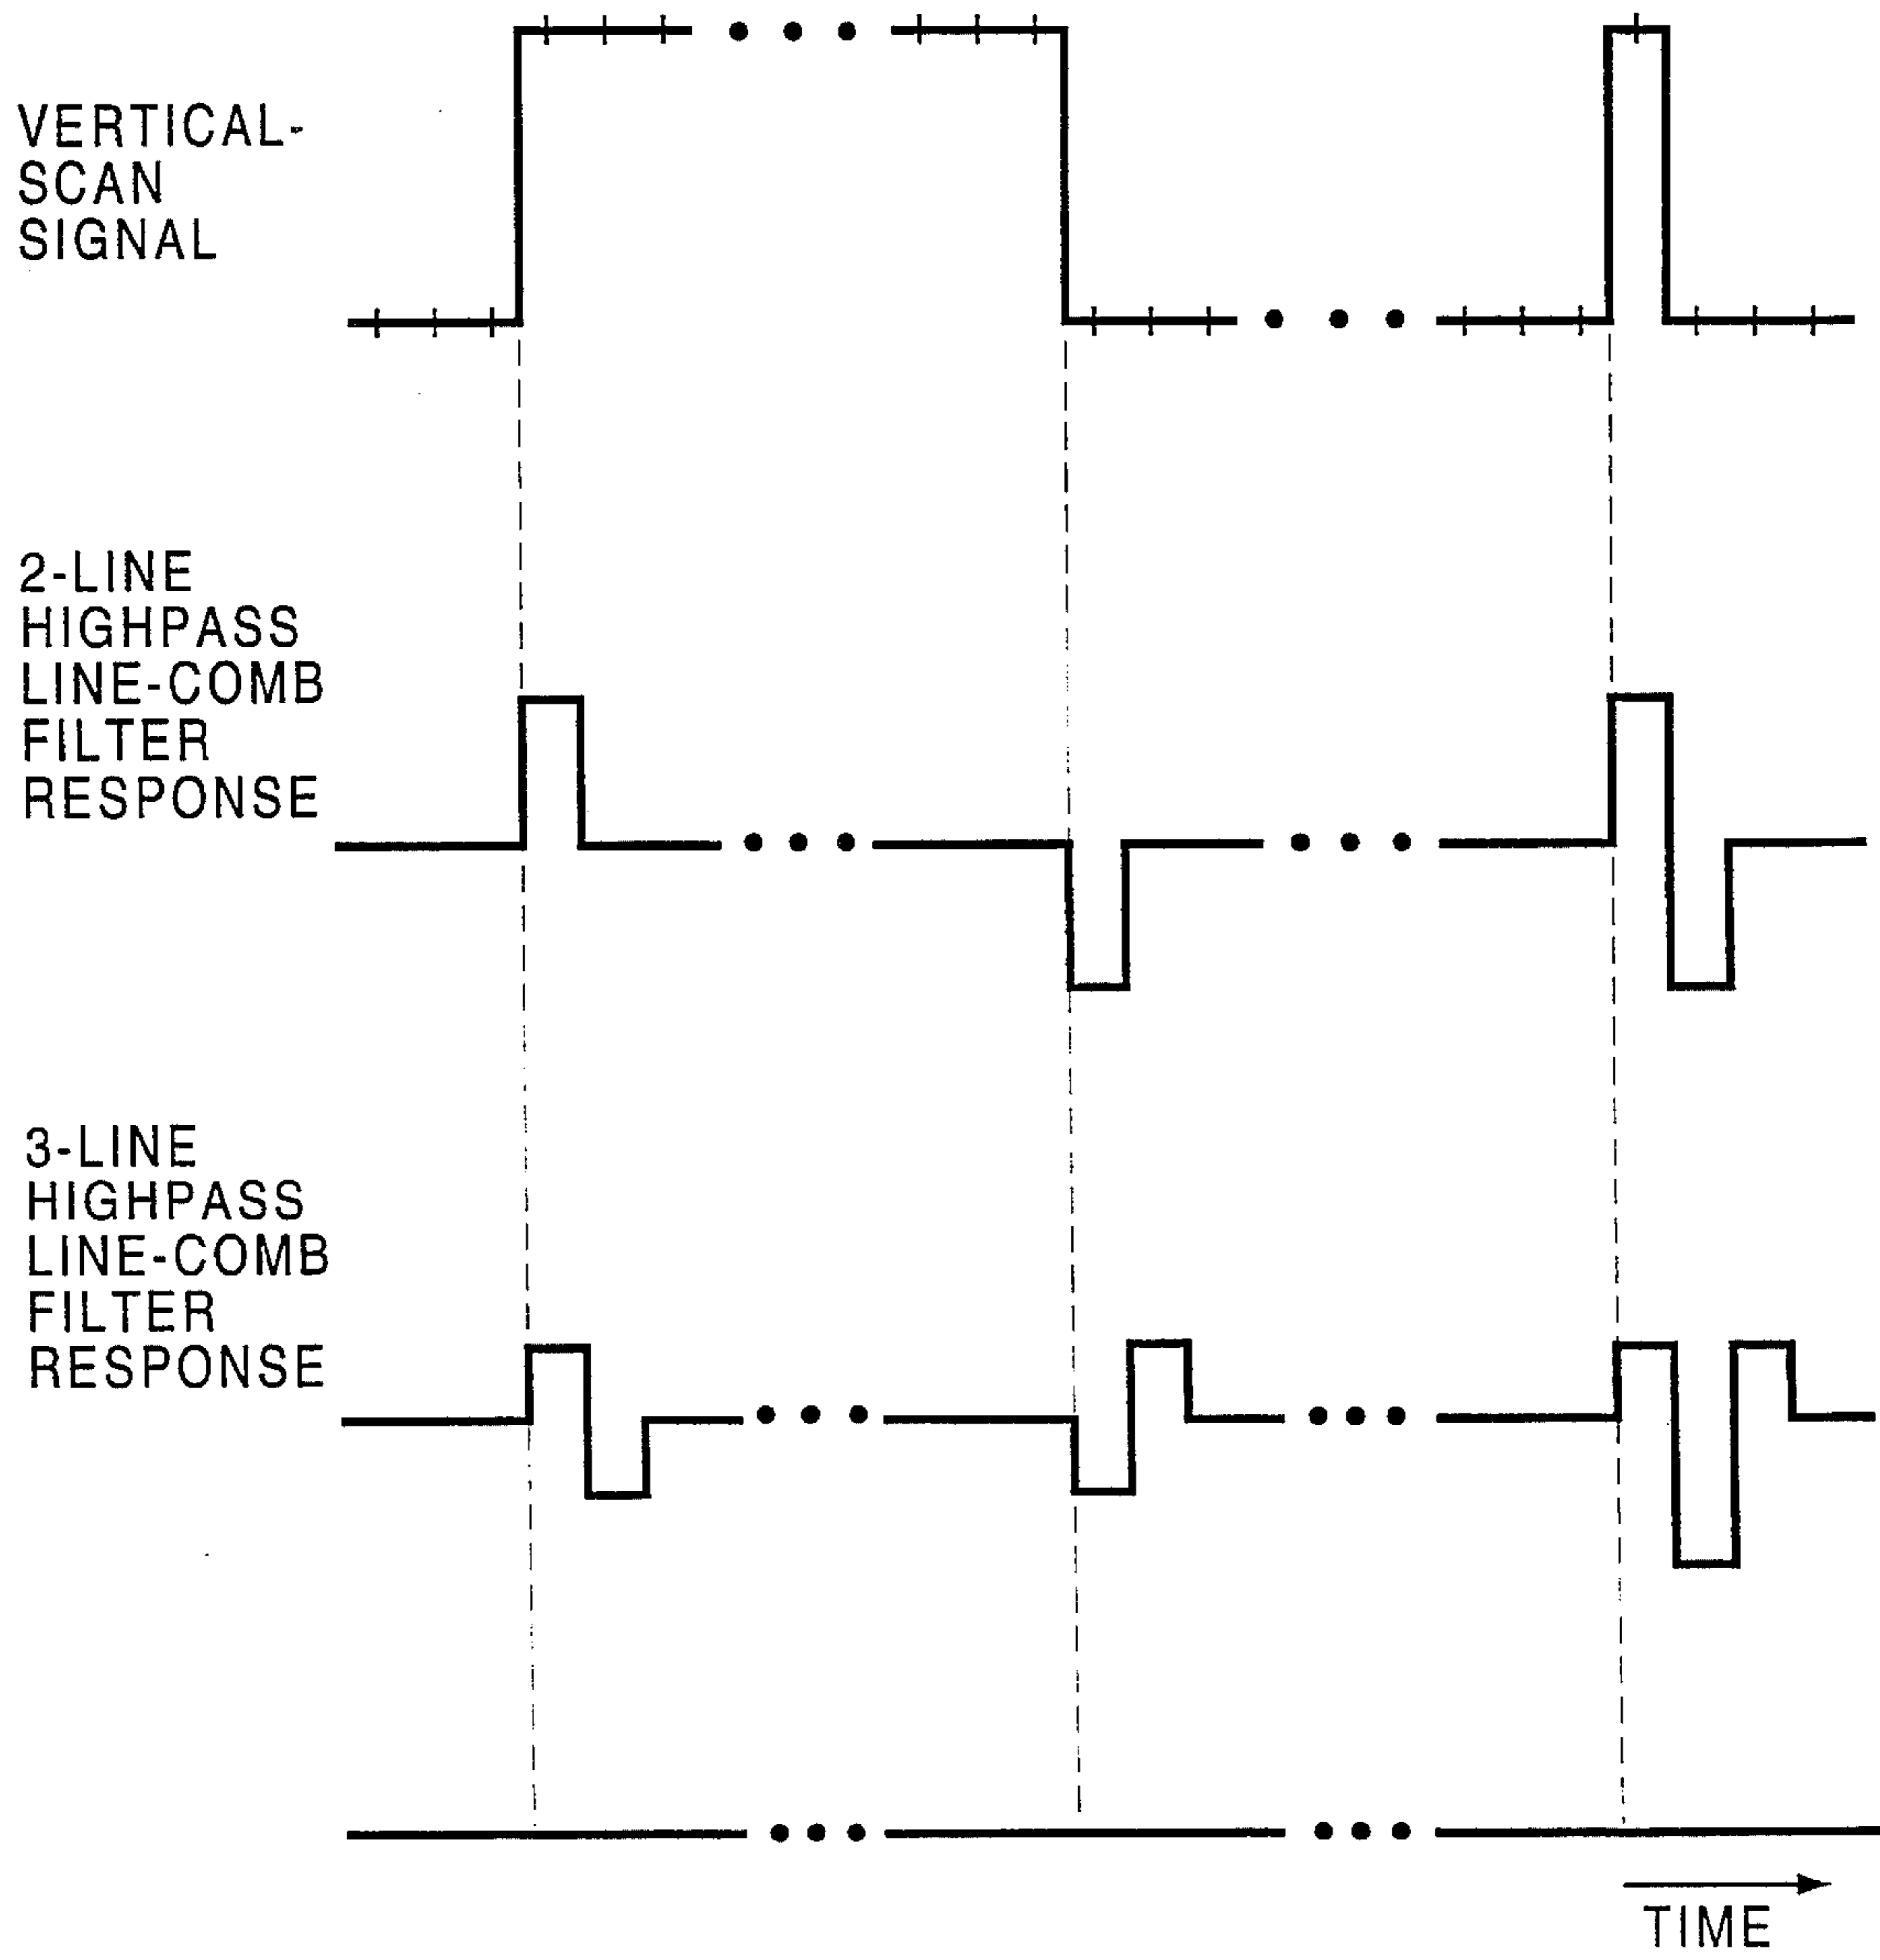 VERTICAL-
SCAN
SIGNAL
2-LINE
HIGHPASS
LINE-COMB
FILTER
RESPONSE
3-LINE
HIGHPASS
LINE-COMB
FILTER
RESPONSE
TIME